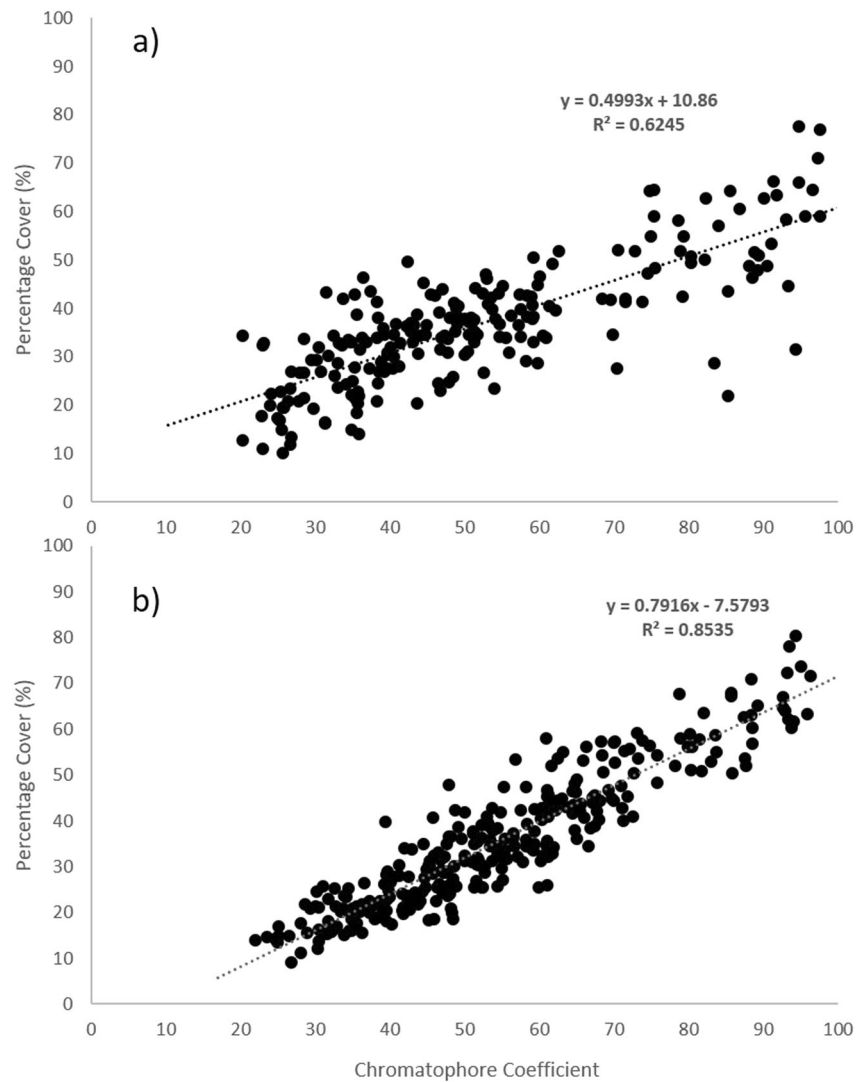 a)
y = 0.4993x + 10.86
R² = 0.6245
Percentage Cover (%)
100
90
80
70
60
50
40
30
20
10
0
0 10 20 30 40 50 60 70 80 90 100
b)
y = 0.7916x - 7.5793
R² = 0.8535
Percentage Cover (%)
100
90
80
70
60
50
40
30
20
10
0
0 10 20 30 40 50 60 70 80 90 100
Chromatophore Coefficient